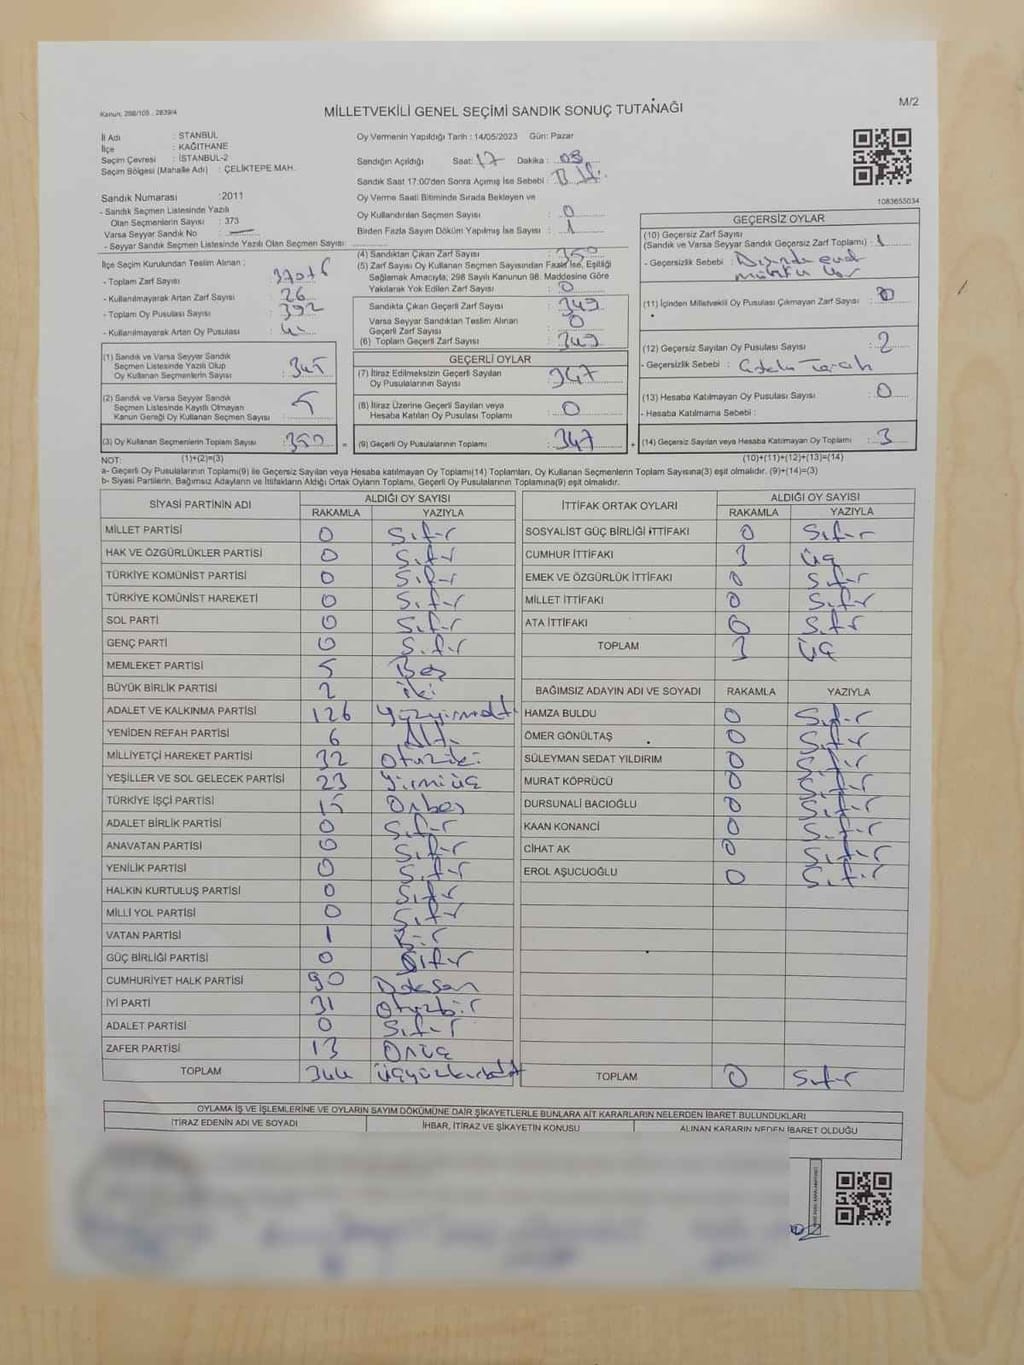 M/2
Kanun: 298/105 - 2839/4
MİLLETVEKİLİ GENEL SEÇİMİ SANDIK SONUÇ TUTANAĞI
İl Adı : STANBUL
İlçe : KAĞITHANE
Seçim Çevresi : İSTANBUL-2
Seçim Bölgesi (Mahalle Adı) : ÇELİKTEPE MAH.
Oy Vermenin Yapıldığı Tarih : 14/05/2023 Gün: Pazar
Sandığın Açıldığı Saat: 17 Dakika : 03
Sandık Saat 17:00'den Sonra Açımış İse Sebebi :
1083655034
Sandık Numarası :2011
- Sandık Seçmen Listesinde Yazılı
Olan Seçmenlerin Sayısı : 373
Varsa Seyyar Sandık No
- Seyyar Sandık Seçmen Listesinde Yazılı Olan Seçmen Sayısı:
Oy Verme Saati Bitiminde Sırada Bekleyen ve
Oy Kullandırılan Seçmen Sayısı : 0
Birden Fazla Sayım Döküm Yapılmış İse Sayısı : 1
İlçe Seçim Kurulundan Teslim Alınan ;
- Toplam Zarf Sayısı :
- Kullanılmayarak Artan Zarf Sayısı : 26
- Toplam Oy Pusulası : 392
- Kullanılmayarak Artan Oy Pusulası :
(4) Sandıktan Çıkan Zarf Sayısı : 350
(5) Zarf Sayısı Oy Kullanan Seçmen Sayısından Fazla İse, Eşitliği
Sağlamak Amacıyla, 298 Sayılı Kanunun 98. Maddesine Göre
Yakılarak Yok Edilen Zarf Sayısı : 0
Sandıkta Çıkan Geçerli Zarf Sayısı : 349
Varsa Seyyar Sandıktan Teslim Alınan
Geçerli Zarf Sayısı : 0
(6) Toplam Geçerli Zarf Sayısı : 349
GEÇERSİZ OYLAR
(10) Geçersiz Zarf Sayısı
(Sandık ve Varsa Seyyar Sandık Geçersiz Zarf Toplamı) : 1
- Geçersizlik Sebebi :
(11) İçinden Milletvekili Oy Pusulası Çıkmayan Zarf Sayısı : 0
(12) Geçersiz Sayılan Oy Pusulası Sayısı : 2
- Geçersizlik Sebebi :
(13) Hesaba Katılmayan Oy Pusulası Sayısı : 0
- Hesaba Katılmama Sebebi :
(14) Geçersiz Sayılan veya Hesaba Katılmayan Oy Toplamı : 3
(10)+(11)+(12)+(13)=(14)
(1) Sandık ve Varsa Seyyar Sandık
Seçmen Listesinde Yazılı Olup
Oy Kullanan Seçmenlerin Sayısı : 345
(2) Sandık ve Varsa Seyyar Sandık
Seçmen Listesinde Kayıtlı Olmayan
Kanun Gereği Oy Kullanan Seçmen Sayısı : 5
(3) Oy Kullanan Seçmenlerin Toplam Sayısı : 350 =
(1)+(2)=(3)
GEÇERLİ OYLAR
(7) İtiraz Edilmeksizin Geçerli Sayılan
Oy Pusulalarının Sayısı : 347
(8) İtiraz Üzerine Geçerli Sayılan veya
Hesaba Katılan Oy Pusulası Toplamı : 0
(9) Geçerli Oy Pusulalarının Toplamı : 347 +
NOT:
a- Geçerli Oy Pusulaları Toplamı(9) ile Geçersiz Sayılan veya Hesaba katılmayan Oy Toplamı(14) Toplamları, Oy Kullanan Seçmenlerin Toplam Sayısına(3) eşit olmalıdır. (9)+(14)=(3)
b- Siyasi Partilerin, Bağımsız Adayların ve İttifakların Aldığı Ortak Oyların Toplamı, Geçerli Oy Pusulalarının Toplamına(9) eşit olmalıdır.
SİYASİ PARTİNİN ADI ALDIĞI OY SAYISI
RAKAMLA YAZIYLA
MİLLET PARTİSİ 0 Sıfır
HAK VE ÖZGÜRLÜKLER PARTİSİ 0 Sıfır
TÜRKİYE KOMÜNİST PARTİSİ 0 Sıfır
TÜRKİYE KOMÜNİST HAREKETİ 0 Sıfır
SOL PARTİ 0 Sıfır
GENÇ PARTİ 0 Sıfır
MEMLEKET PARTİSİ 5 Beş
BÜYÜK BİRLİK PARTİSİ 2 İki
ADALET VE KALKINMA PARTİSİ 126 Yüzyirmialtı
YENİDEN REFAH PARTİSİ 6 Altı
MİLLİYETÇİ HAREKET PARTİSİ 32 Otuziki
YEŞİLLER VE SOL GELECEK PARTİSİ 23 Yirmiüç
TÜRKİYE İŞÇİ PARTİSİ 15 Onbeş
ADALET BİRLİK PARTİSİ 0 Sıfır
ANAVATAN PARTİSİ 0 Sıfır
YENİLİK PARTİSİ 0 Sıfır
HALKIN KURTULUŞ PARTİSİ 0 Sıfır
MİLLİ YOL PARTİSİ 0 Sıfır
VATAN PARTİSİ 1 Bir
GÜÇ BİRLİĞİ PARTİSİ 0 Sıfır
CUMHURİYET HALK PARTİSİ 90 Doksan
İYİ PARTİ 31 Otuzbir
ADALET PARTİSİ 0 Sıfır
ZAFER PARTİSİ 13 Onüç
TOPLAM 344 Üçyüzkırkdört
İTTİFAK ORTAK OYLARI ALDIĞI OY SAYISI
RAKAMLA YAZIYLA
SOSYALİST GÜÇ BİRLİĞİ İTTİFAKI 0 Sıfır
CUMHUR İTTİFAKI 3 Üç
EMEK VE ÖZGÜRLÜK İTTİFAKI 0 Sıfır
MİLLET İTTİFAKI 0 Sıfır
ATA İTTİFAKI 0 Sıfır
TOPLAM 3 Üç
BAĞIMSIZ ADAYIN ADI VE SOYADI RAKAMLA YAZIYLA
HAMZA BULDU 0 Sıfır
ÖMER GÖNÜLTAŞ 0 Sıfır
SÜLEYMAN SEDAT YILDIRIM 0 Sıfır
MURAT KÖPRÜCÜ 0 Sıfır
DURSUNALİ BACIOĞLU 0 Sıfır
KAAN KONANCİ 0 Sıfır
CİHAT AK 0 Sıfır
EROL AŞUCUOĞLU 0 Sıfır
TOPLAM 0 Sıfır
OYLAMA İŞ VE İŞLEMLERİNE VE OYLARIN SAYIM DÖKÜMÜNE DAİR ŞİKAYETLERLE BUNLARA AİT KARARLARIN NELERDEN İBARET BULUNDUKLARI
İTİRAZ EDENİN ADI VE SOYADI İHBAR, İTİRAZ VE ŞİKAYETİN KONUSU ALINAN KARARIN NEDEN İBARET OLDUĞU